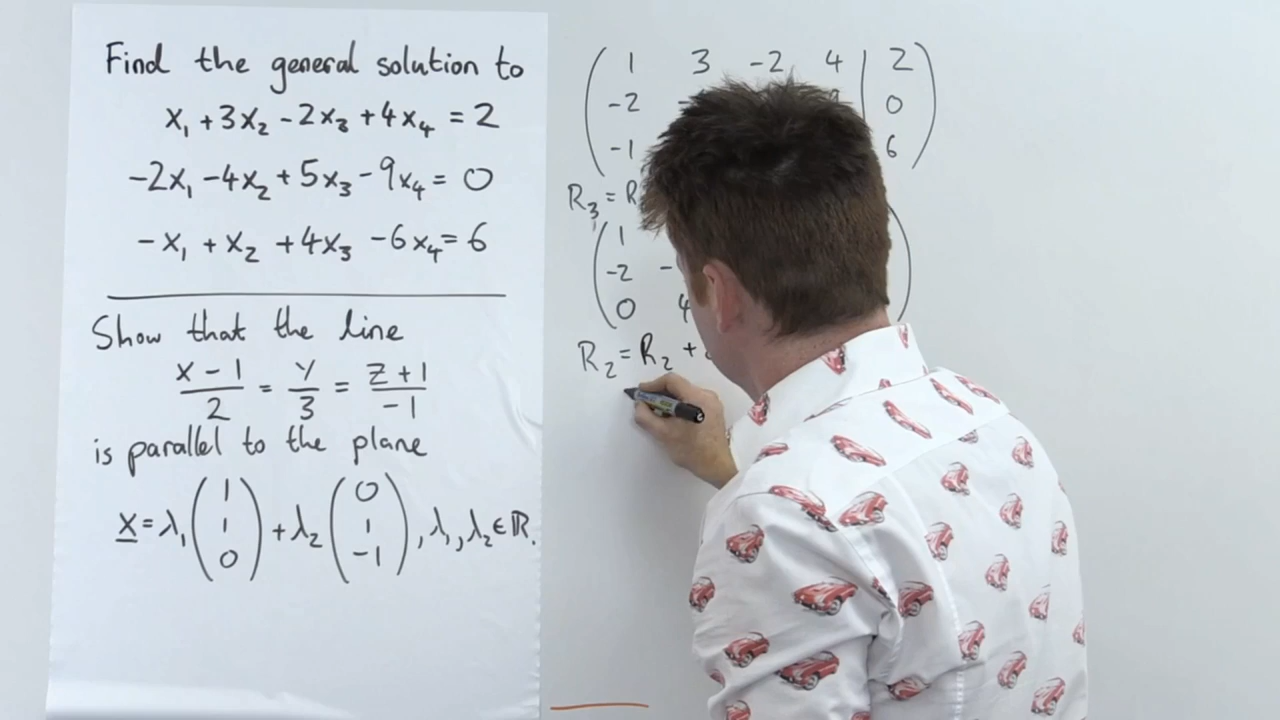 Find the general solution to
x₁ + 3x₂ - 2x₃ + 4x₄ = 2
-2x₁ - 4x₂ + 5x₃ - 9x₄ = 0
-x₁ + x₂ + 4x₃ - 6x₄ = 6
Show that the line
(x - 1)/2 = y/3 = (z + 1)/-1
is parallel to the plane
x = λ₁ (1 1 0) + λ₂ (0 1 -1), λ₁, λ₂ ∈ ℝ.
1 3 -2 4 | 2
-2 0
-1 6
R₃ = R
1
-2 -
0 4
R₂ = R₂ +